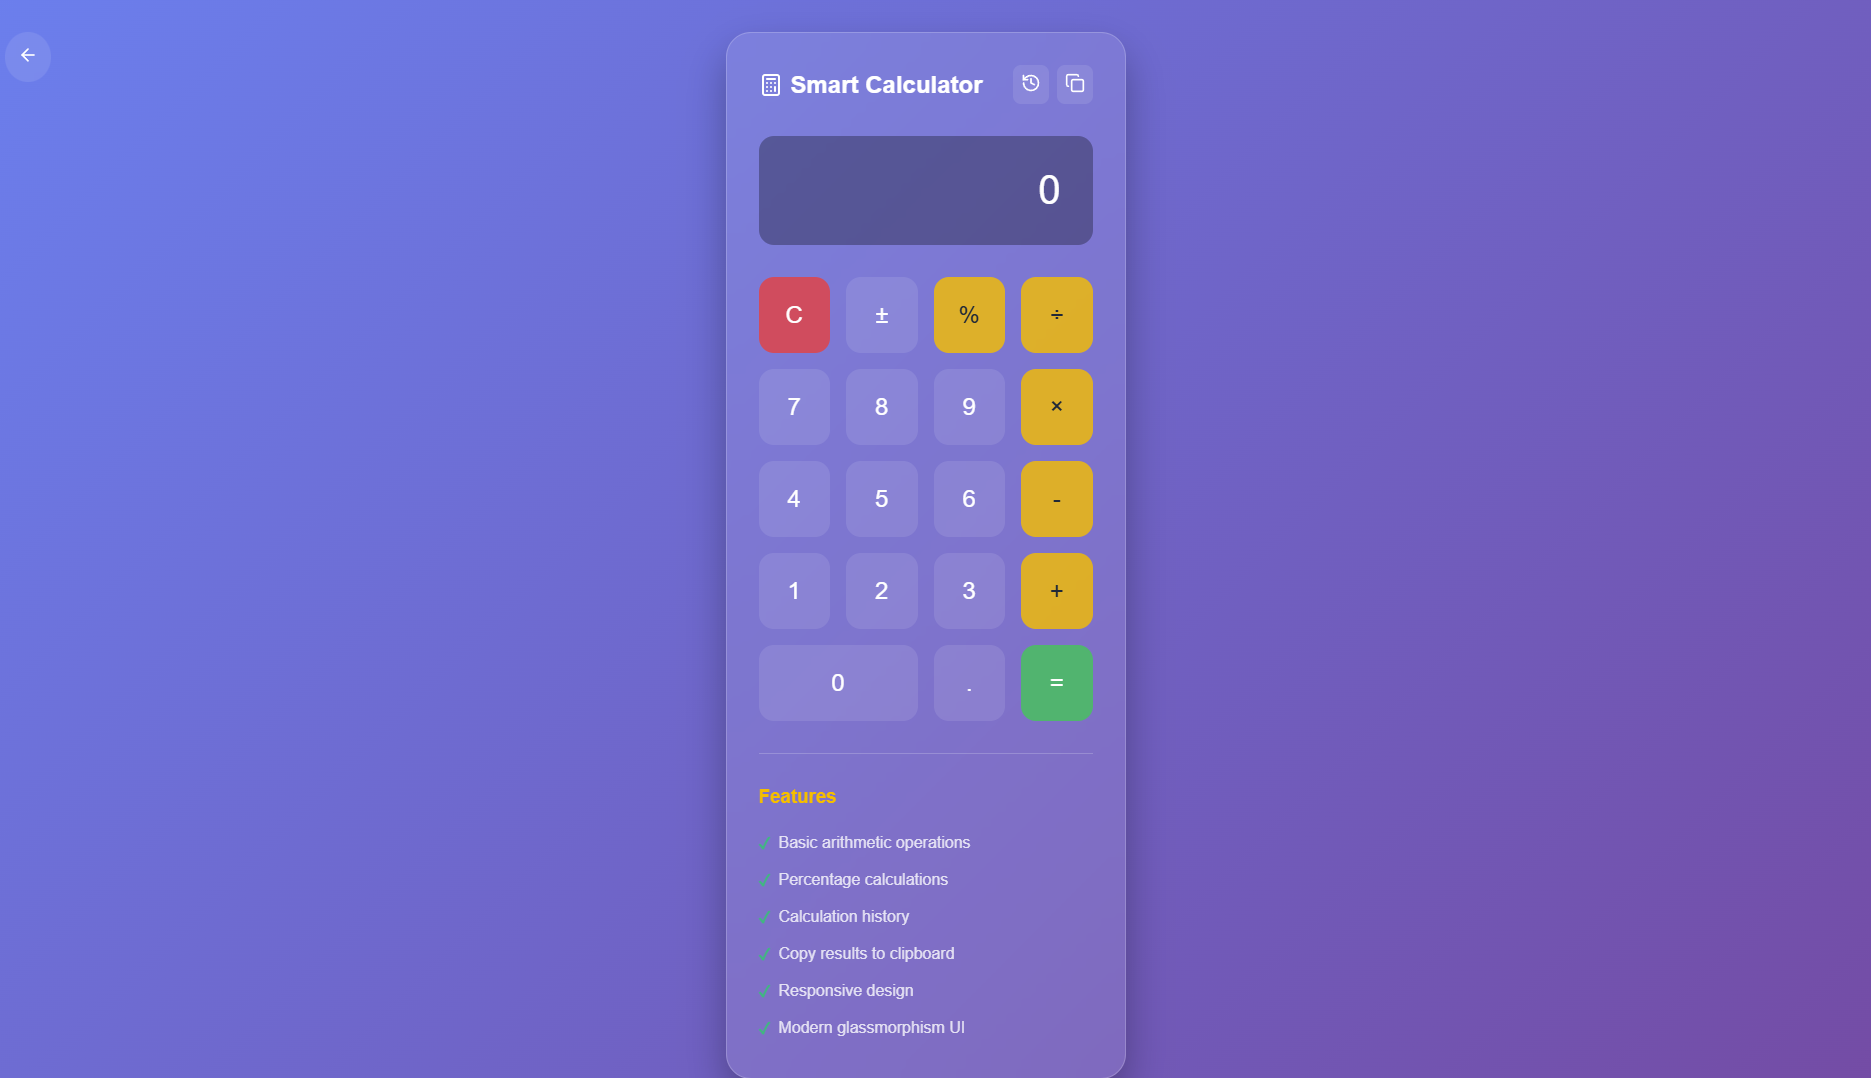 Smart Calculator
0
C ± % ÷
7 8 9 ×
4 5 6 -
1 2 3 +
0 . =
Features
✓ Basic arithmetic operations
✓ Percentage calculations
✓ Calculation history
✓ Copy results to clipboard
✓ Responsive design
✓ Modern glassmorphism UI